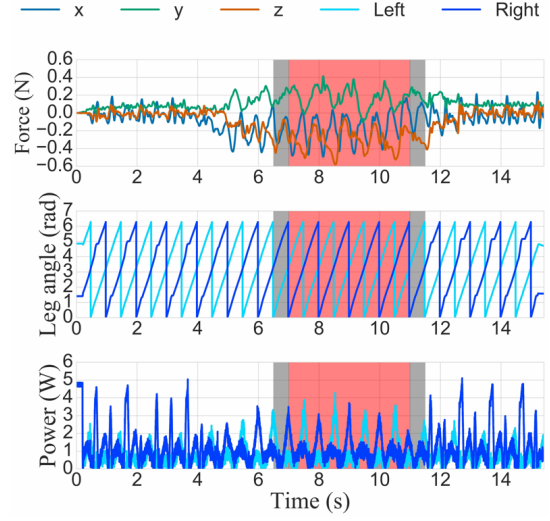 x y z Left Right
Force (N)
0.6
0.4
0.2
0.0
−0.2
−0.4
−0.6
0 2 4 6 8 10 12 14
Leg angle (rad)
7
6
5
4
3
2
1
0
0 2 4 6 8 10 12 14
Power (W)
6
5
4
3
2
1
0
0 2 4 6 8 10 12 14
Time (s)